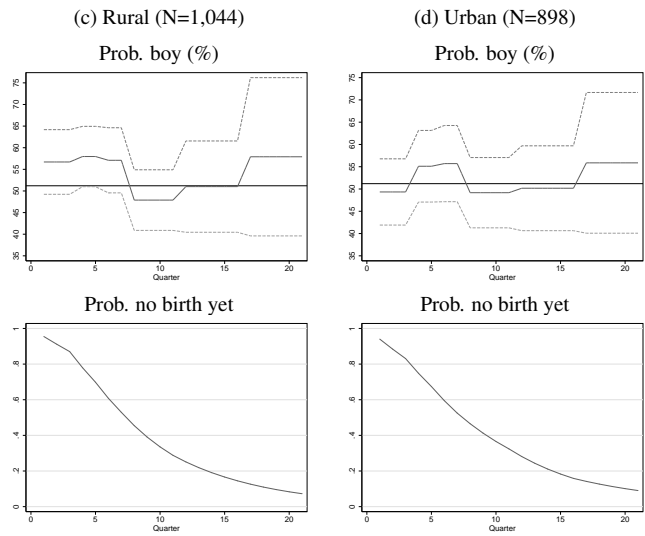 (c) Rural (N=1,044)
Prob. boy (%)
75
70
65
60
55
50
45
40
35
0 5 10 15 20
Quarter
Prob. no birth yet
1
.8
.6
.4
.2
0
0 5 10 15 20
Quarter
(d) Urban (N=898)
Prob. boy (%)
75
70
65
60
55
50
45
40
35
0 5 10 15 20
Quarter
Prob. no birth yet
1
.8
.6
.4
.2
0
0 5 10 15 20
Quarter